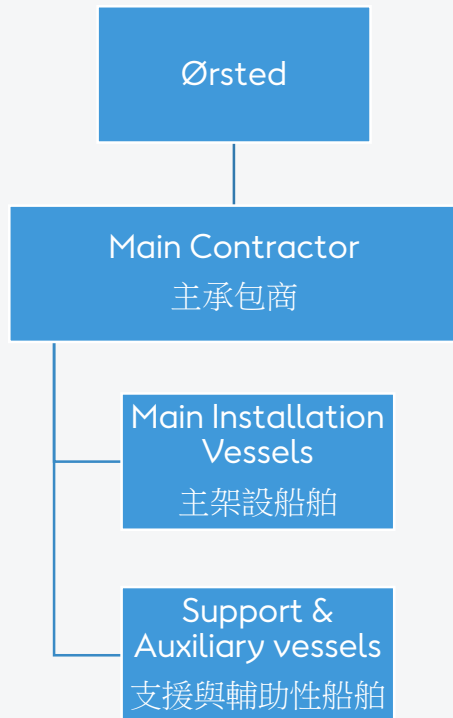 Ørsted
Main Contractor
主承包商
Main Installation
Vessels
主架設船舶
Support &
Auxiliary vessels
支援與輔助性船舶